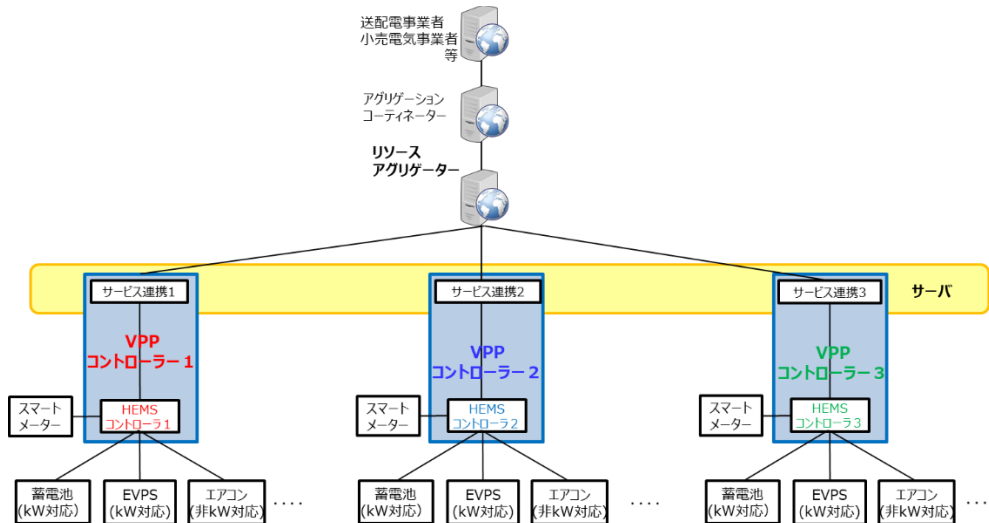 送配電事業者
小売電気事業者
等
アグリゲーション
コーティネーター
リソース
アグリゲーター
サービス連携1
サービス連携2
サービス連携3
サーバ
VPP
コントローラー１
VPP
コントローラー２
VPP
コントローラー３
スマート
メーター
HEMS
コントローラ１
スマート
メーター
HEMS
コントローラ２
スマート
メーター
HEMS
コントローラ３
蓄電池
(kW対応)
EVPS
(kW対応)
エアコン
(非kW対応)
....
蓄電池
(kW対応)
EVPS
(kW対応)
エアコン
(非kW対応)
....
蓄電池
(kW対応)
EVPS
(kW対応)
エアコン
(非kW対応)
....